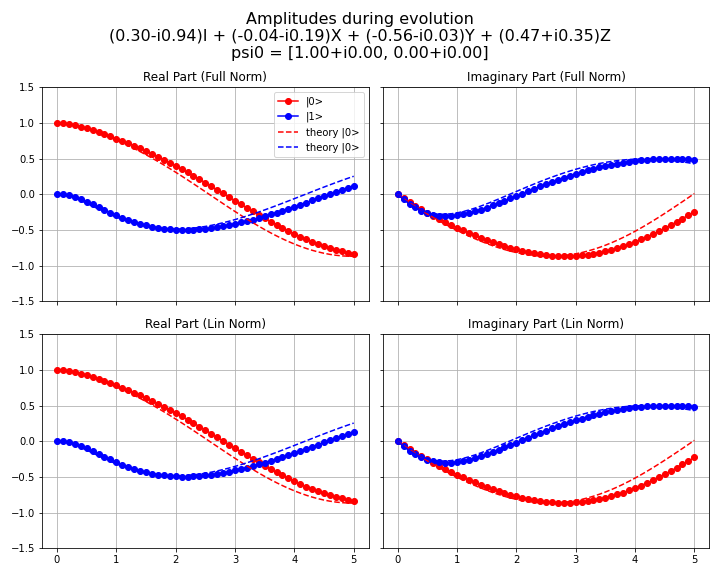 Amplitudes during evolution
(0.30-i0.94)I + (-0.04-i0.19)X + (-0.56-i0.03)Y + (0.47+i0.35)Z
psi0 = [1.00+i0.00, 0.00+i0.00]
Real Part (Full Norm)
Imaginary Part (Full Norm)
1.5
1.0
0.5
0.0
−0.5
−1.0
−1.5
|0>
|1>
theory |0>
theory |0>
Real Part (Lin Norm)
Imaginary Part (Lin Norm)
1.5
1.0
0.5
0.0
−0.5
−1.0
−1.5
0 1 2 3 4 5
0 1 2 3 4 5